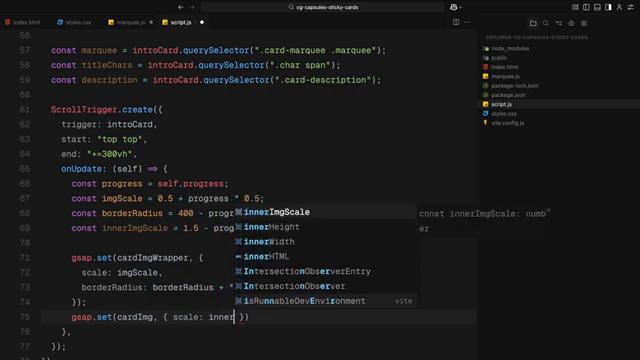 cg-capsules-sticky-cards
index.html
styles.css
marquee.js
script.js
EXPLORER: CG-CAPSULES-STICKY-CARDS
node_modules
public
index.html
marquee.js
package-lock.json
package.json
script.js
styles.css
vite.config.js
56
57 const marquee = introCard.querySelector(".card-marquee .marquee");
58 const titleChars = introCard.querySelector(".char span");
59 const description = introCard.querySelector(".card-description");
60
61 ScrollTrigger.create({
62 trigger: introCard,
63 start: "top top",
64 end: "+=300vh",
65 onUpdate: (self) => {
66 const progress = self.progress;
67 const imgScale = 0.5 + progress * 0.5;
68 const borderRadius = 400 - progr
69 const innerImgScale = 1.5 - prog
70
71 gsap.set(cardImgWrapper, {
72 scale: imgScale,
73 borderRadius: borderRadius +
74 });
75 gsap.set(cardImg, { scale: inner })
76 },
77 });
innerImgScale
innerHeight
innerWidth
innerHTML
IntersectionObserverEntry
IntersectionObserver
isRunnableDevEnvironment vite
const innerImgScale: numb
er